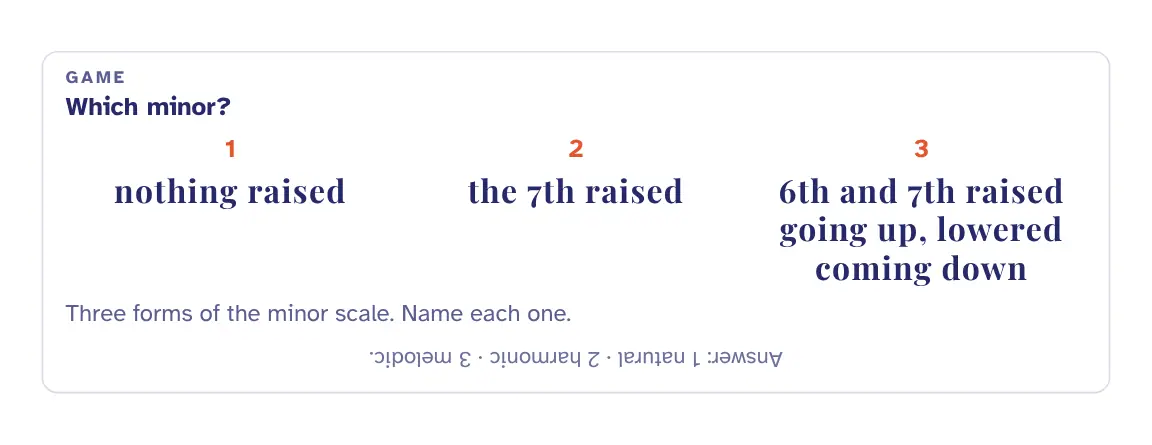 GAME
Which minor?
1
nothing raised
2
the 7th raised
3
6th and 7th raised
going up, lowered
coming down
Three forms of the minor scale. Name each one.
Answer: 1 natural · 2 harmonic · 3 melodic.